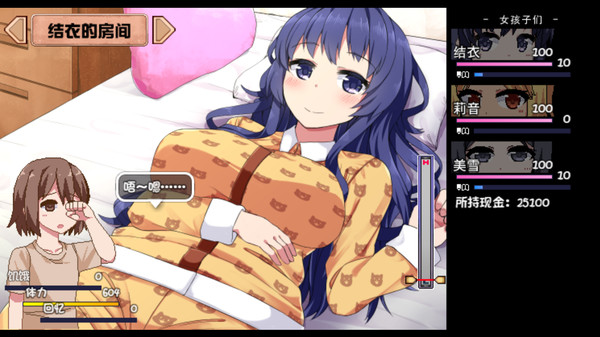 结衣的房间
唔～嗯……
饥饿 0
体力 604
回忆 0
- 女孩子们 -
结衣 100
10
莉音 100
0
美雪 100
10
所持现金：25100